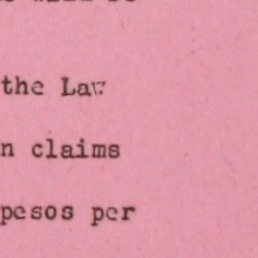 the Law
n claims
pesos per